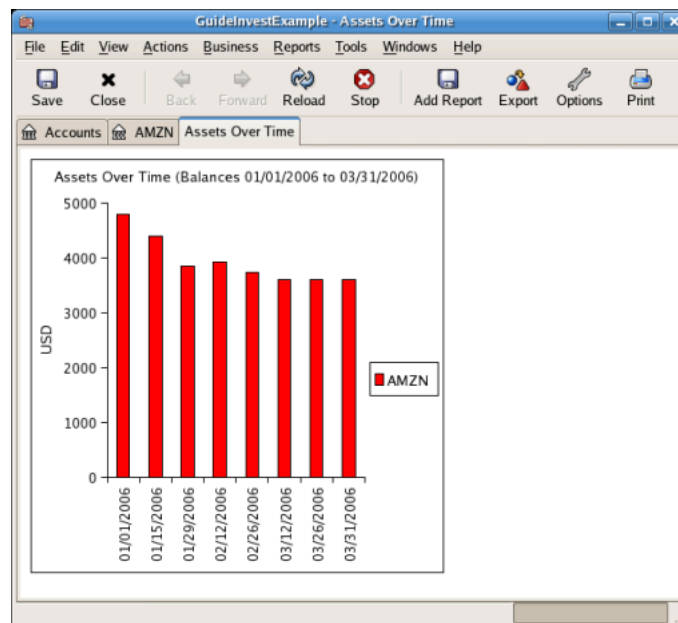 GuideInvestExample - Assets Over Time
File Edit View Actions Business Reports Tools Windows Help
Save Close Back Forward Reload Stop Add Report Export Options Print
Accounts AMZN Assets Over Time
Assets Over Time (Balances 01/01/2006 to 03/31/2006)
5000
4000
3000
2000
1000
0
USD
AMZN
01/01/2006
01/15/2006
01/29/2006
02/12/2006
02/26/2006
03/12/2006
03/26/2006
03/31/2006